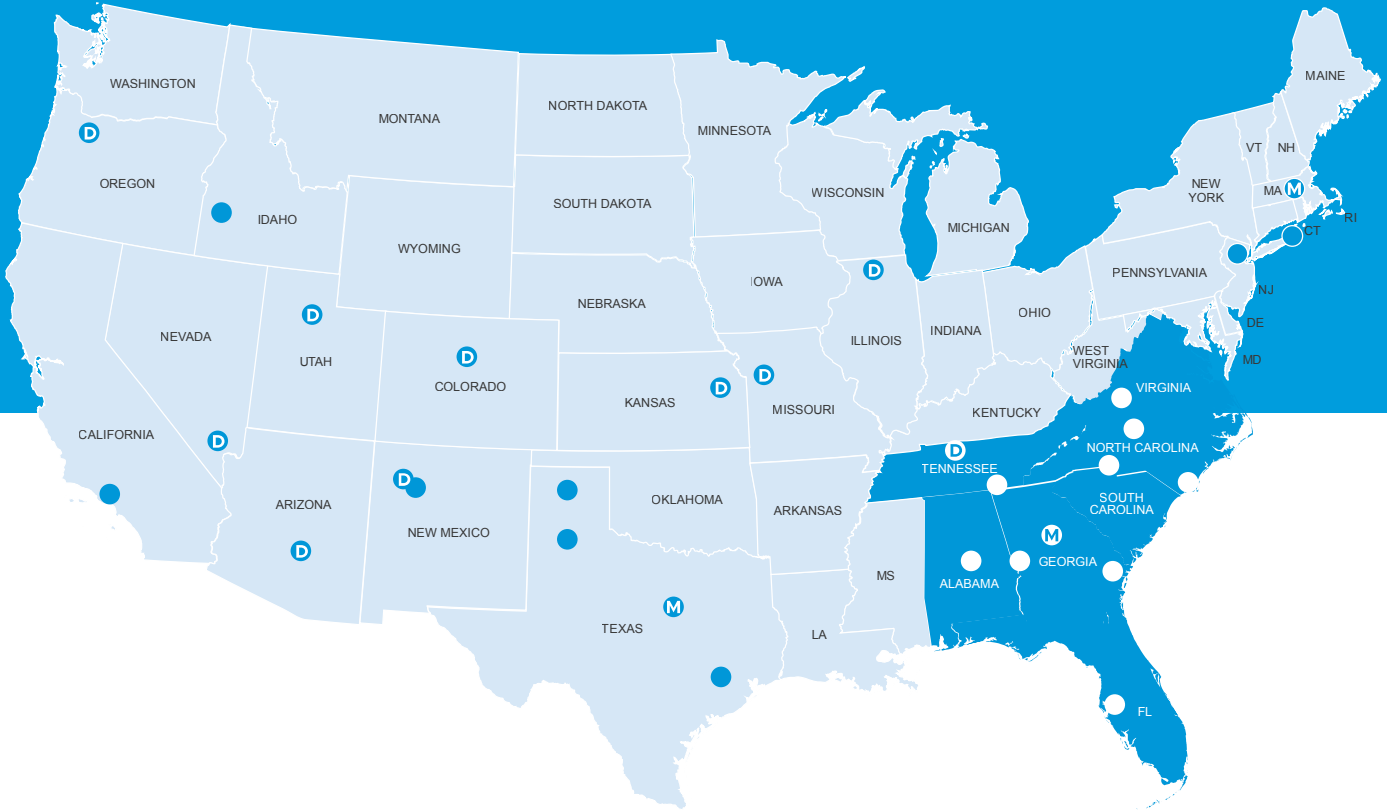 MAINE
WASHINGTON
NORTH DAKOTA
MONTANA
MINNESOTA
D
VT
NH
OREGON
WISCONSIN
NEW
YORK
MA
M
SOUTH DAKOTA
IDAHO
RI
MICHIGAN
CT
WYOMING
D
PENNSYLVANIA
IOWA
NJ
NEBRASKA
D
OHIO
DE
NEVADA
INDIANA
ILLINOIS
WEST
VIRGINIA
UTAH
D
MD
COLORADO
D
D
VIRGINIA
KANSAS
MISSOURI
KENTUCKY
CALIFORNIA
D
NORTH CAROLINA
D
TENNESSEE
D
OKLAHOMA
SOUTH
CAROLINA
ARIZONA
ARKANSAS
NEW MEXICO
M
D
GEORGIA
MS
ALABAMA
M
TEXAS
LA
FL